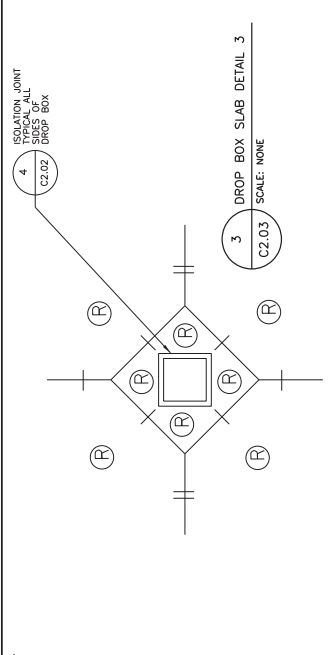 4
C2.02
ISOLATION JOINT
TYPICAL ALL
SIDES OF
DROP BOX
R
R
R
R
R
R
R
R
3
C2.03
DROP BOX SLAB DETAIL 3
SCALE: NONE